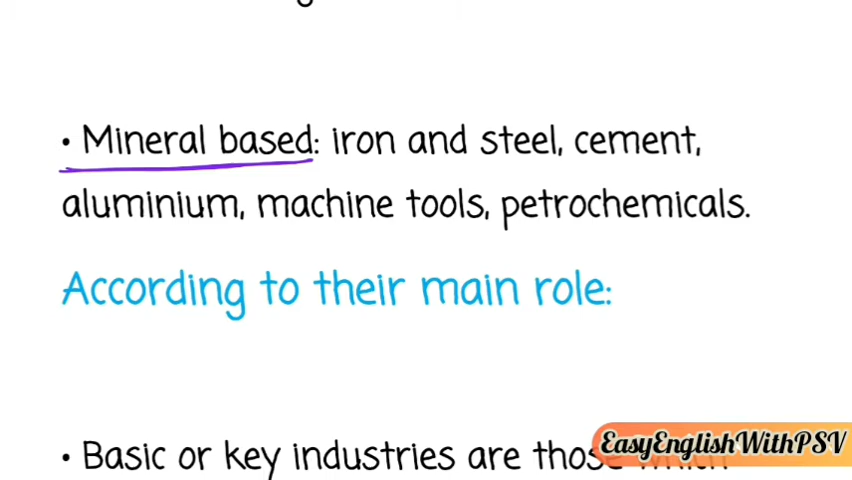 • Mineral based: iron and steel, cement,
aluminium, machine tools, petrochemicals.
According to their main role:
• Basic or key industries are those which
EasyEnglishWithPSV